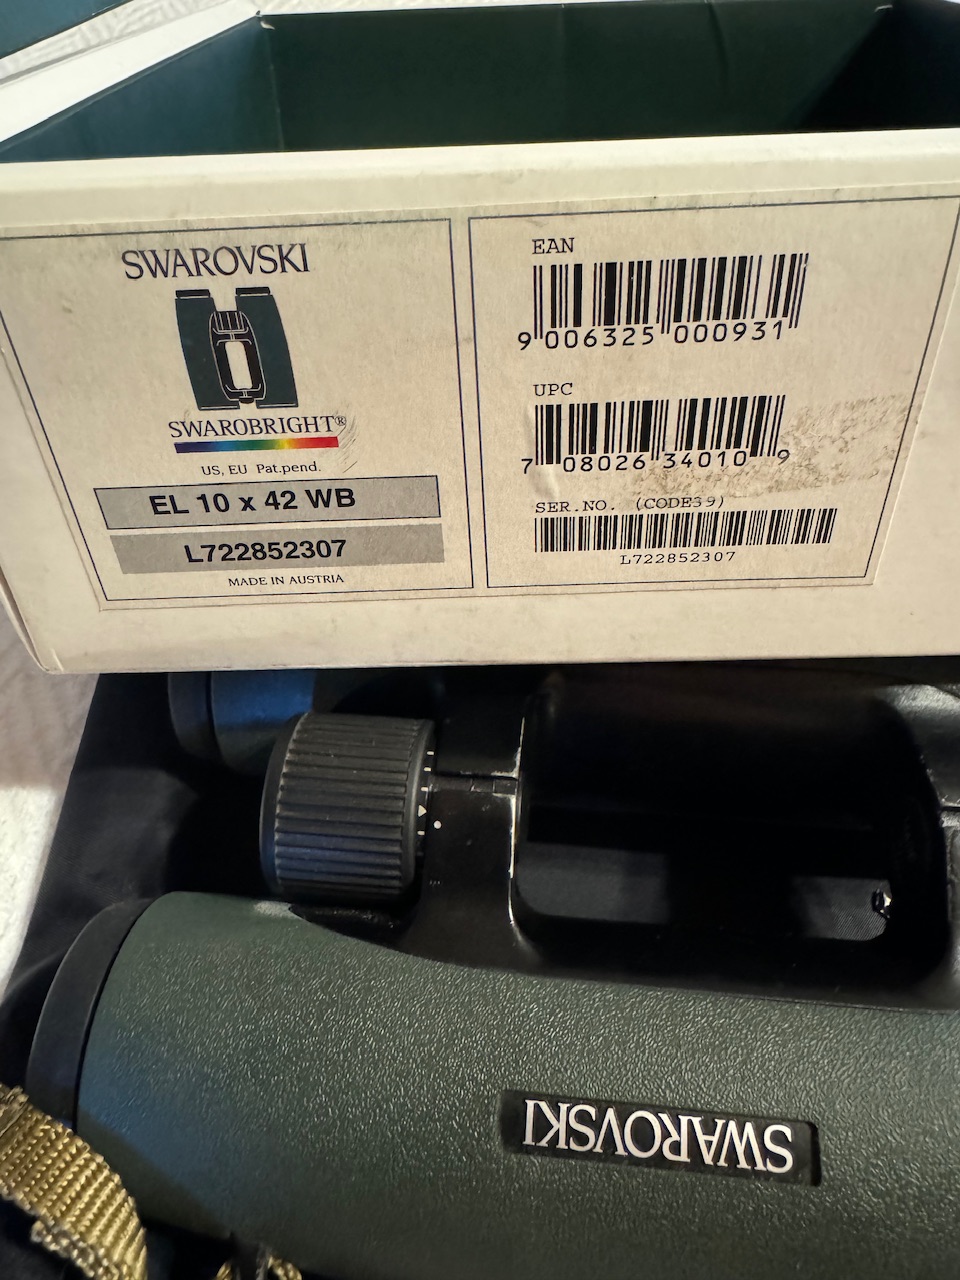 SWAROVSKI
SWAROBRIGHT®
US, EU Pat.pend.
EL 10 x 42 WB
L722852307
MADE IN AUSTRIA
EAN
9 006325 000931
UPC
7 08026 34010 9
SER.NO. (CODE39)
L722852307
SWAROVSKI